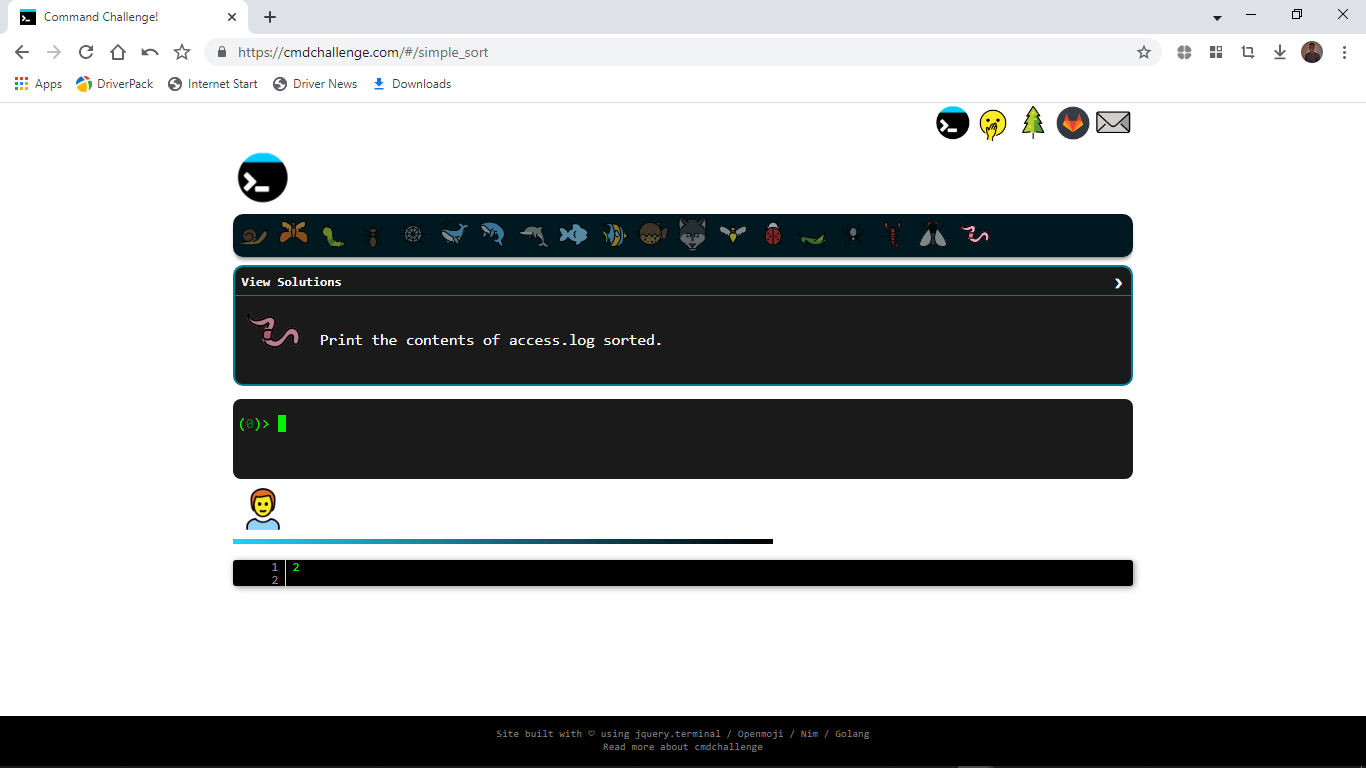 Command Challenge!
https://cmdchallenge.com/#/simple_sort
Apps
DriverPack
Internet Start
Driver News
Downloads
View Solutions
Print the contents of access.log sorted.
(0)>
1 2
2
Site built with ♡ using jquery.terminal / Openmoji / Nim / Golang
Read more about cmdchallenge